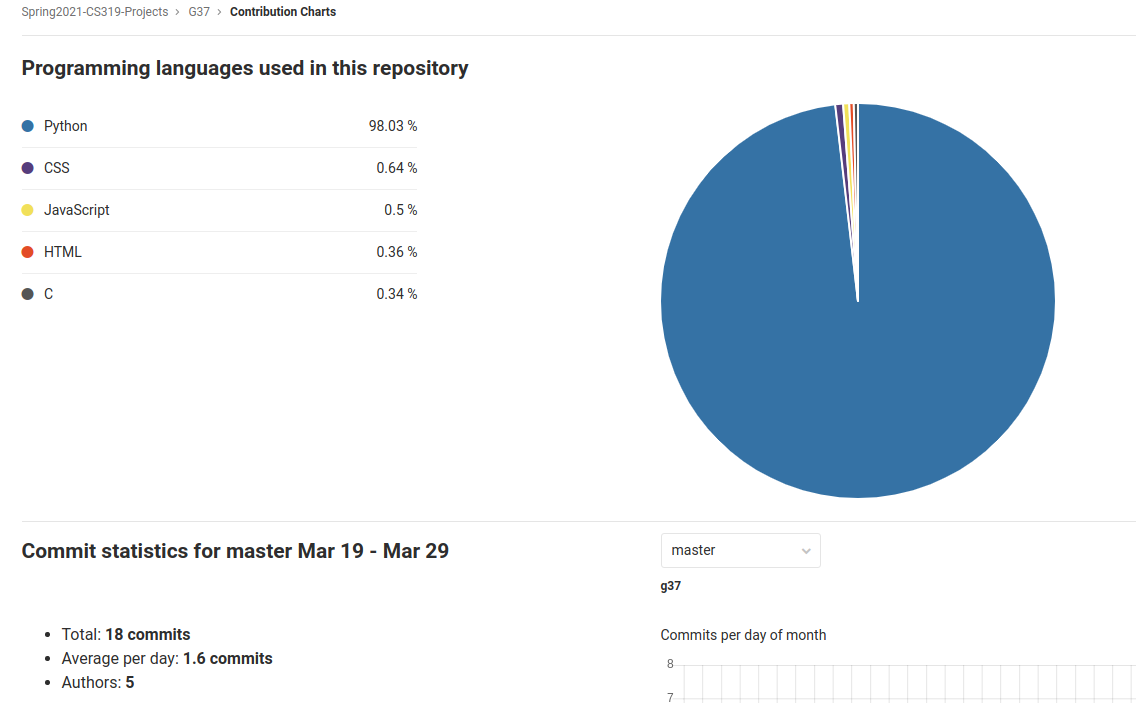 Spring2021-CS319-Projects › G37 › Contribution Charts
Programming languages used in this repository
Python 98.03 %
CSS 0.64 %
JavaScript 0.5 %
HTML 0.36 %
C 0.34 %
Commit statistics for master Mar 19 - Mar 29
• Total: 18 commits
• Average per day: 1.6 commits
• Authors: 5
master
g37
Commits per day of month
8
7